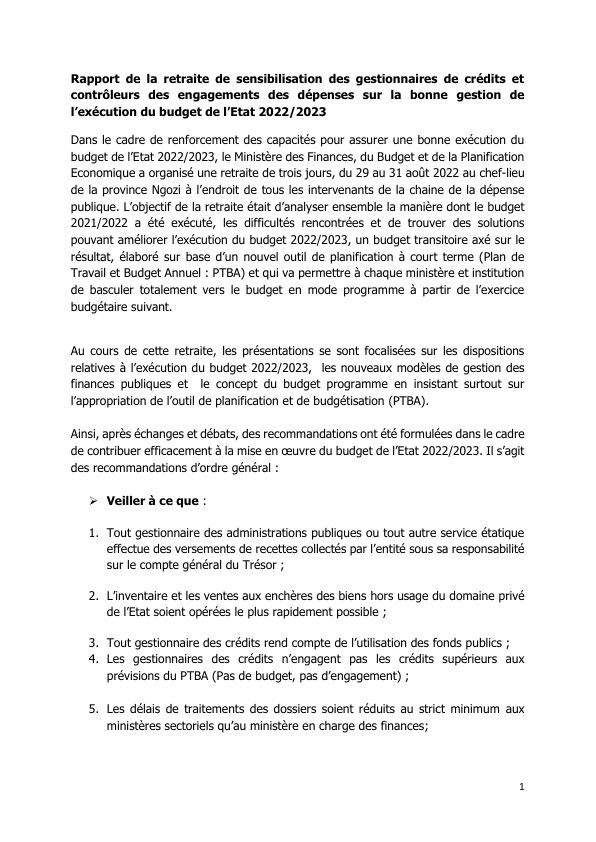 Rapport de la retraite de sensibilisation des gestionnaires de crédits et
contrôleurs des engagements des dépenses sur la bonne gestion de
l’exécution du budget de l’Etat 2022/2023
Dans le cadre de renforcement des capacités pour assurer une bonne exécution du
budget de l’Etat 2022/2023, le Ministère des Finances, du Budget et de la Planification
Economique a organisé une retraite de trois jours, du 29 au 31 août 2022 au chef-lieu
de la province Ngozi à l’endroit de tous les intervenants de la chaine de la dépense
publique. L’objectif de la retraite était d’analyser ensemble la manière dont le budget
2021/2022 a été exécuté, les difficultés rencontrées et de trouver des solutions
pouvant améliorer l’exécution du budget 2022/2023, un budget transitoire axé sur le
résultat, élaboré sur base d’un nouvel outil de planification à court terme (Plan de
Travail et Budget Annuel : PTBA) et qui va permettre à chaque ministère et institution
de basculer totalement vers le budget en mode programme à partir de l’exercice
budgétaire suivant.
Au cours de cette retraite, les présentations se sont focalisées sur les dispositions
relatives à l’exécution du budget 2022/2023, les nouveaux modèles de gestion des
finances publiques et le concept du budget programme en insistant surtout sur
l’appropriation de l’outil de planification et de budgétisation (PTBA).
Ainsi, après échanges et débats, des recommandations ont été formulées dans le cadre
de contribuer efficacement à la mise en œuvre du budget de l’Etat 2022/2023. Il s’agit
des recommandations d’ordre général :
➢ Veiller à ce que :
1. Tout gestionnaire des administrations publiques ou tout autre service étatique
effectue des versements de recettes collectés par l’entité sous sa responsabilité
sur le compte général du Trésor ;
2. L’inventaire et les ventes aux enchères des biens hors usage du domaine privé
de l’Etat soient opérées le plus rapidement possible ;
3. Tout gestionnaire des crédits rend compte de l’utilisation des fonds publics ;
4. Les gestionnaires des crédits n’engagent pas les crédits supérieurs aux
prévisions du PTBA (Pas de budget, pas d’engagement) ;
5. Les délais de traitements des dossiers soient réduits au strict minimum aux
ministères sectoriels qu’au ministère en charge des finances;
1